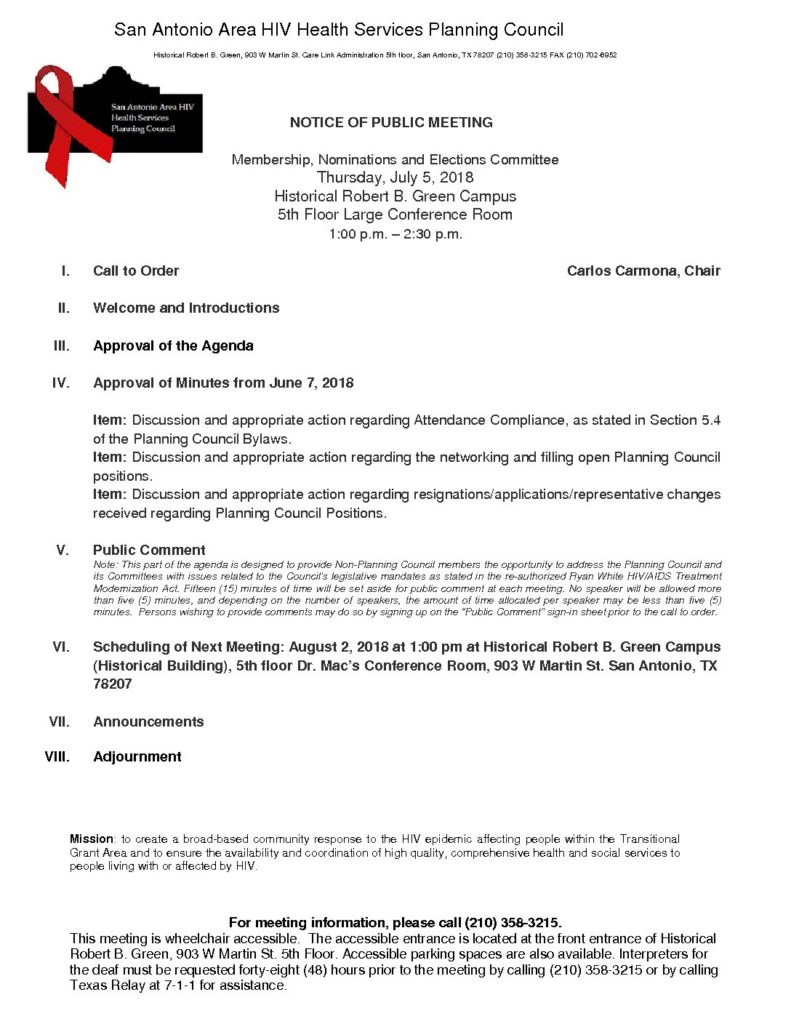 San Antonio Area HIV Health Services Planning Council
Historical Robert B. Green, 903 W Martin St. Care Link Administration 5th floor, San Antonio, TX 78207 (210) 358-3215 FAX (210) 702-6952
San Antonio Area HIV
Health Services
Planning Council
NOTICE OF PUBLIC MEETING
Membership, Nominations and Elections Committee
Thursday, July 5, 2018
Historical Robert B. Green Campus
5th Floor Large Conference Room
1:00 p.m. – 2:30 p.m.
I. Call to Order Carlos Carmona, Chair
II. Welcome and Introductions
III. Approval of the Agenda
IV. Approval of Minutes from June 7, 2018
Item: Discussion and appropriate action regarding Attendance Compliance, as stated in Section 5.4
of the Planning Council Bylaws.
Item: Discussion and appropriate action regarding the networking and filling open Planning Council
positions.
Item: Discussion and appropriate action regarding resignations/applications/representative changes
received regarding Planning Council Positions.
V. Public Comment
Note: This part of the agenda is designed to provide Non-Planning Council members the opportunity to address the Planning Council and
its Committees with issues related to the Council's legislative mandates as stated in the re-authorized Ryan White HIV/AIDS Treatment
Modernization Act. Fifteen (15) minutes of time will be set aside for public comment at each meeting. No speaker will be allowed more
than five (5) minutes, and depending on the number of speakers, the amount of time allocated per speaker may be less than five (5)
minutes. Persons wishing to provide comments may do so by signing up on the "Public Comment" sign-in sheet prior to the call to order.
VI. Scheduling of Next Meeting: August 2, 2018 at 1:00 pm at Historical Robert B. Green Campus
(Historical Building), 5th floor Dr. Mac's Conference Room, 903 W Martin St. San Antonio, TX
78207
VII. Announcements
VIII. Adjournment
Mission: to create a broad-based community response to the HIV epidemic affecting people within the Transitional
Grant Area and to ensure the availability and coordination of high quality, comprehensive health and social services to
people living with or affected by HIV.
For meeting information, please call (210) 358-3215.
This meeting is wheelchair accessible. The accessible entrance is located at the front entrance of Historical
Robert B. Green, 903 W Martin St. 5th Floor. Accessible parking spaces are also available. Interpreters for
the deaf must be requested forty-eight (48) hours prior to the meeting by calling (210) 358-3215 or by calling
Texas Relay at 7-1-1 for assistance.